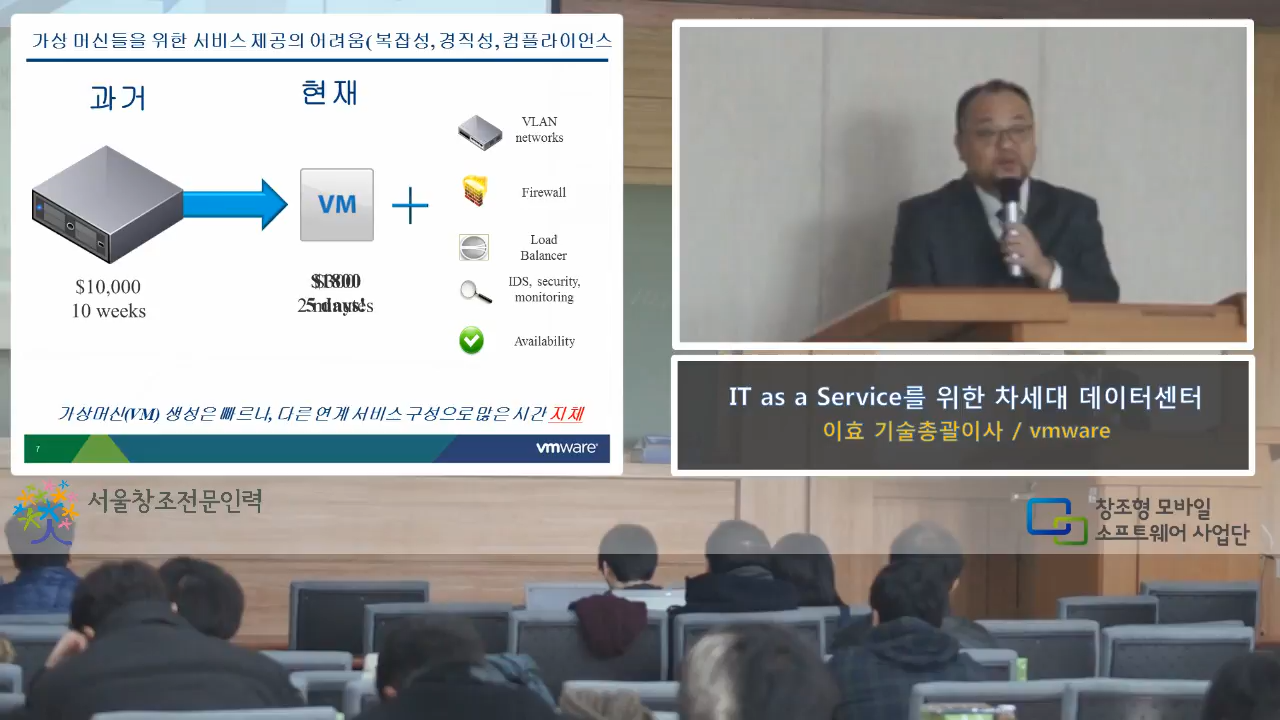 가상 머신들을 위한 서비스 제공의 어려움(복잡성, 경직성, 컴플라이언스
과거
현재
VLAN
networks
VM
Firewall
Load
Balancer
IDS, security,
monitoring
Availability
$10,000
10 weeks
$1800
5 days!
가상머신(VM) 생성은 빠르나, 다른 연계 서비스 구성으로 많은 시간 지체
7
vmware
IT as a Service를 위한 차세대 데이터센터
이효 기술총괄이사 / vmware
서울창조전문인력
창조형 모바일
소프트웨어 사업단